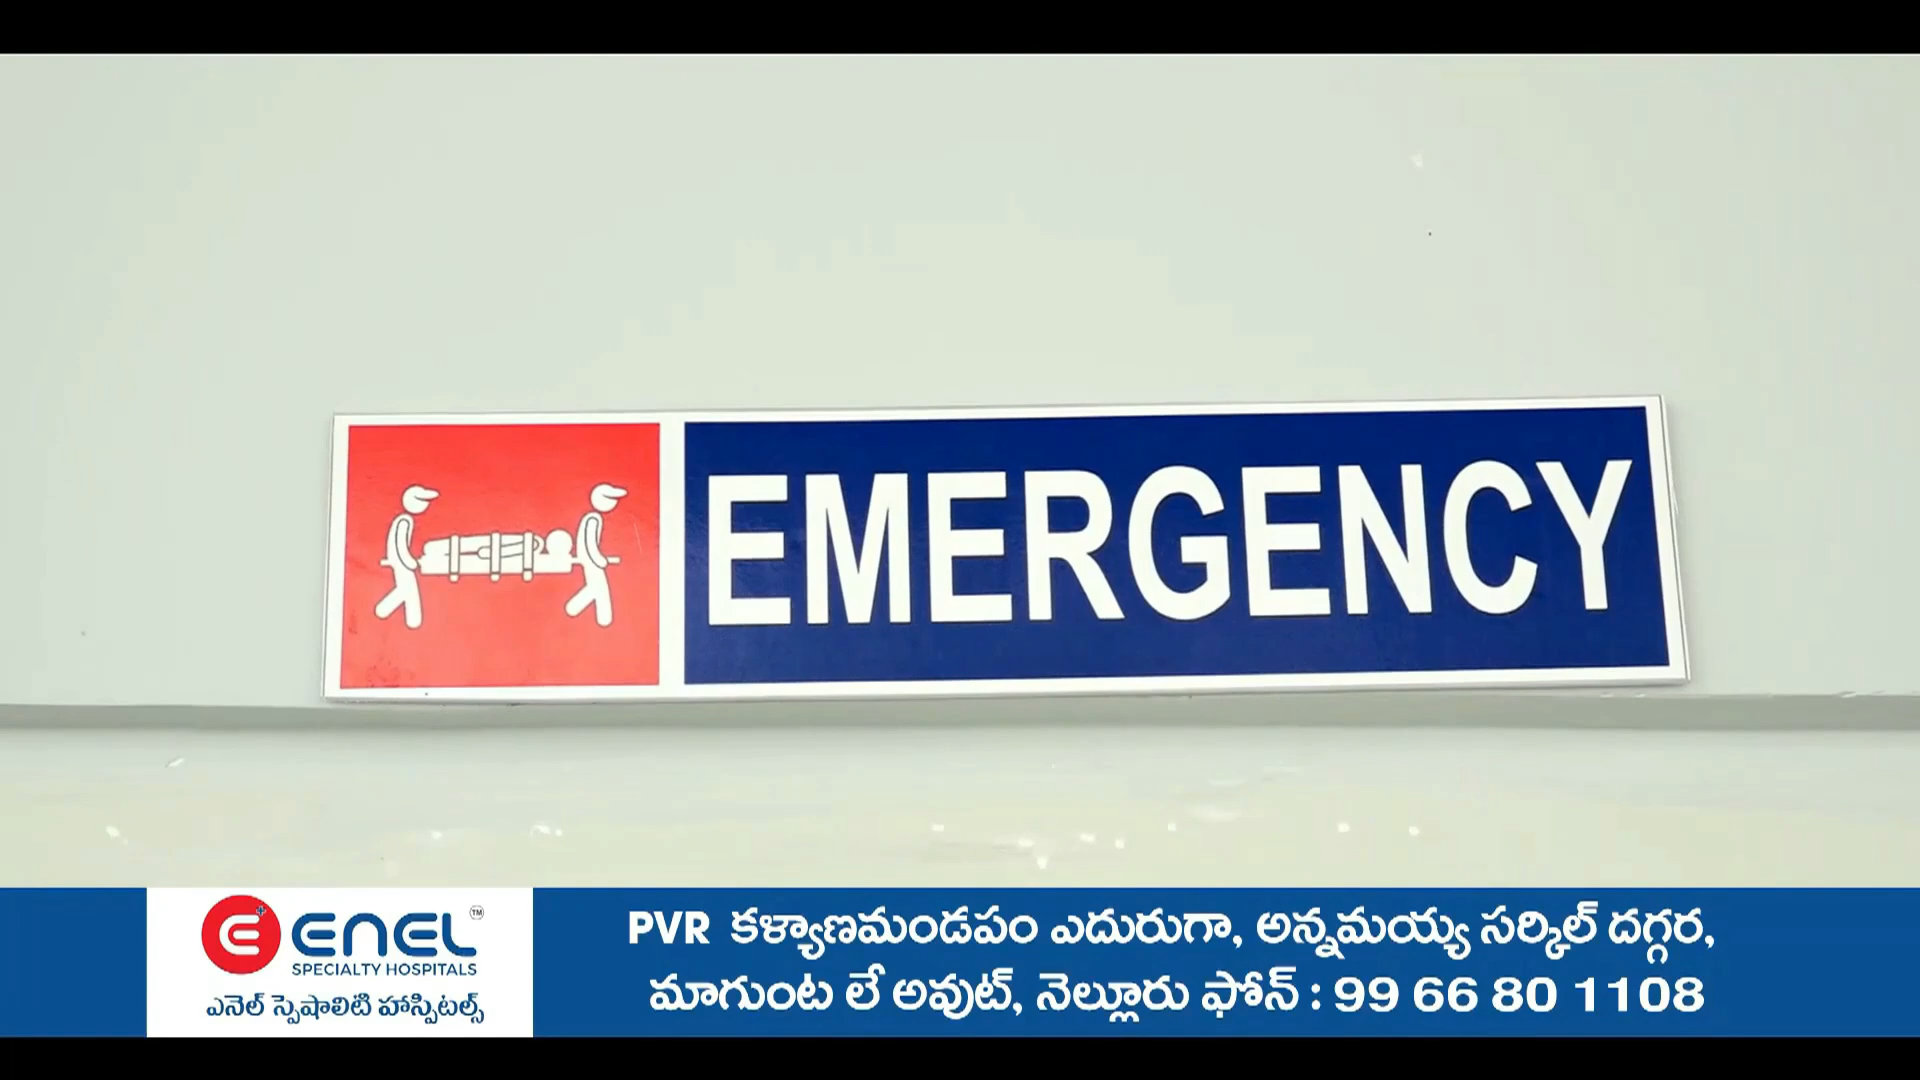 EMERGENCY
ENEL™
SPECIALTY HOSPITALS
ఎనెల్ స్పెషాలిటి హాస్పిటల్స్
PVR కళ్యాణమండపం ఎదురుగా, అన్నమయ్య సర్కిల్ దగ్గర,
మాగుంట లే అవుట్, నెల్లూరు ఫోన్ : 99 66 80 1108